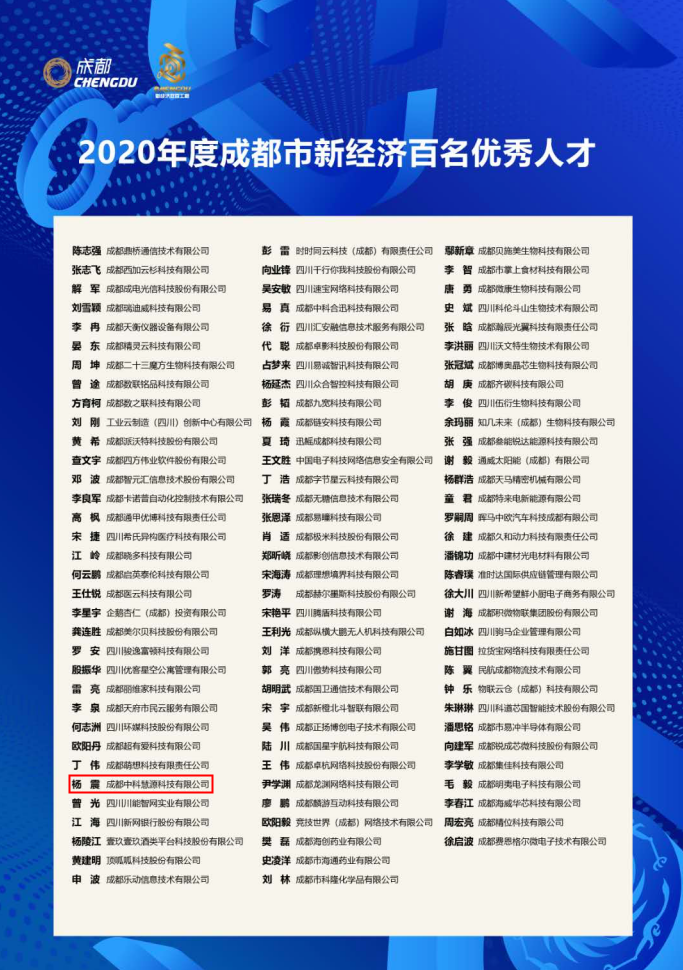 成都
CHENGDU
2020年度成都市新经济百名优秀人才
陈志强 成都鼎桥通信技术有限公司
张志飞 成都西加云杉科技有限公司
解 军 成都成电光信科技股份有限公司
刘雪颖 成都瑞迪威科技有限公司
李 冉 成都天衡仪器设备有限公司
晏 东 成都精灵云科技有限公司
周 坤 成都二十三魔方生物科技有限公司
曾 途 成都数联铭品科技有限公司
方育柯 成都数之联科技有限公司
刘 刚 工业云制造（四川）创新中心有限公司
黄 希 成都派沃特科技股份有限公司
查文宇 成都四方伟业软件股份有限公司
邓 波 成都智元汇信息技术股份有限公司
李良军 成都卡诺普自动化控制技术有限公司
高 枫 成都通甲优博科技有限责任公司
宋 捷 四川希氏异构医疗科技有限公司
江 岭 成都晓多科技有限公司
何云鹏 成都启英泰伦科技有限公司
王仕锐 成都医云科技有限公司
李星宇 企鹅杏仁（成都）投资有限公司
龚连胜 成都美尔贝科技股份有限公司
罗 安 四川骏逸富顿科技有限公司
殷振华 四川优客星空公寓管理有限公司
雷 亮 成都丽维家科技有限公司
李 泉 成都天府市民云服务有限公司
何志洲 四川环媒科技股份有限公司
欧阳丹 成都超有爱科技有限公司
丁 伟 成都萌想科技有限责任公司
杨 震 成都中科慧源科技有限公司
曾 光 四川川能智网实业有限公司
江 海 四川新网银行股份有限公司
杨陵江 壹玖壹玖酒类平台科技股份有限公司
黄建明 顶呱呱科技股份有限公司
申 波 成都乐动信息技术有限公司
彭 雷 时时同云科技（成都）有限责任公司
向业锋 四川千行你我科技股份有限公司
吴安敏 四川速宝网络科技有限公司
易 真 成都中科合迅科技有限公司
徐 衍 四川汇安融信息技术服务有限公司
代 聪 成都卓影科技股份有限公司
占梦来 四川易诚智讯科技有限公司
杨延杰 四川众合智控科技有限公司
彭 韬 成都九宽科技有限公司
杨 霞 成都链安科技有限公司
夏 琦 迅鳐成都科技有限公司
王文胜 中国电子科技网络信息安全有限公司
丁 浩 成都字节星云科技有限公司
张瑞冬 成都无糖信息技术有限公司
张恩泽 成都易瞳科技有限公司
肖 适 成都极米科技股份有限公司
郑昕峣 成都影创信息技术有限公司
宋海涛 成都理想境界科技有限公司
罗涛 成都赫尔墨斯科技股份有限公司
宋艳平 四川腾盾科技有限公司
王利光 成都纵横大鹏无人机科技有限公司
刘 洋 成都携恩科技有限公司
郭 亮 四川傲势科技有限公司
胡明武 成都国卫通信技术有限公司
宋 宇 成都新橙北斗智联有限公司
吴 伟 成都正扬博创电子技术有限公司
陆 川 成都国星宇航科技有限公司
王 伟 成都卓杭网络科技股份有限公司
尹学渊 成都龙渊网络科技有限公司
廖 鹏 成都麟游互动科技有限公司
欧阳毅 竞技世界（成都）网络技术有限公司
樊 磊 成都海创药业有限公司
史凌洋 成都市海通药业有限公司
刘 林 成都市科隆化学品有限公司
鄢新章 成都贝施美生物科技有限公司
李 智 成都市掌上食材科技有限公司
唐 勇 成都微康生物科技有限公司
史 斌 四川科伦斗山生物技术有限公司
张 晗 成都瀚辰光翼科技有限责任公司
李洪丽 四川沃文特生物技术有限公司
张冠斌 成都博奥晶芯生物科技有限公司
胡 庚 成都齐碳科技有限公司
李 俊 四川伍衍生物科技有限公司
余玛丽 知几未来（成都）生物科技有限公司
张 强 成都叁能锐达能源科技有限公司
谢 毅 通威太阳能（成都）有限公司
杨群浩 成都天马精密机械有限公司
童 君 成都特来电新能源有限公司
罗嗣周 晖马中欧汽车科技成都有限公司
徐 建 成都久和动力科技有限责任公司
潘锦功 成都中建材光电材料有限公司
陈睿璞 准时达国际供应链管理有限公司
徐大川 四川新希望鲜小厨电子商务有限公司
谢 海 成都积微物联集团股份有限公司
白如冰 四川驹马企业管理有限公司
施甘图 拉货宝网络科技有限责任公司
陈 翼 民航成都物流技术有限公司
钟 乐 物联云仓（成都）科技有限公司
朱琳琳 四川科道芯国智能技术股份有限公司
潘思铭 成都市易冲半导体有限公司
向建军 成都锐成芯微科技股份有限公司
李学敏 成都集佳科技有限公司
毛 毅 成都明夷电子科技有限公司
李春江 成都海威华芯科技有限公司
周宏亮 成都精位科技有限公司
徐启波 成都费恩格尔微电子技术有限公司